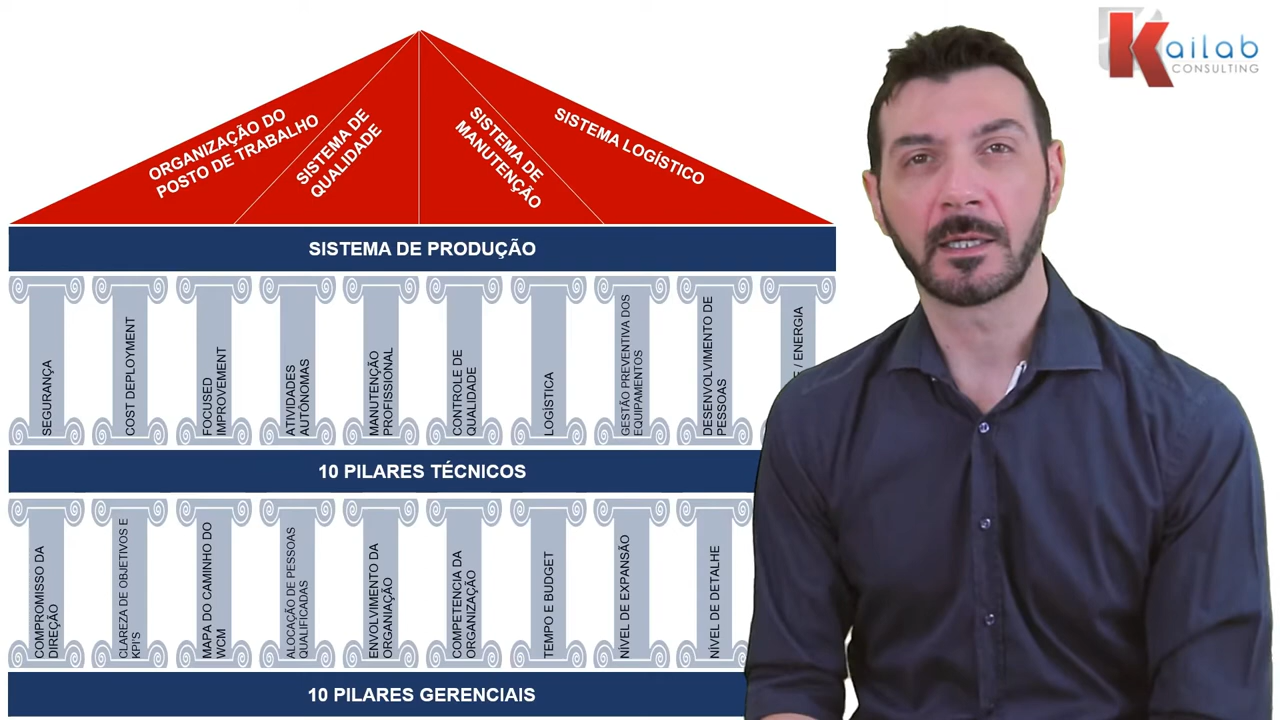 Kailab
CONSULTING
ORGANIZAÇÃO DO
POSTO DE TRABALHO
SISTEMA DE
QUALIDADE
SISTEMA DE
MANUTENÇÃO
SISTEMA LOGÍSTICO
SISTEMA DE PRODUÇÃO
SEGURANÇA
COST DEPLOYMENT
FOCUSED
IMPROVEMENT
ATIVIDADES
AUTÔNOMAS
MANUTENÇÃO
PROFISSIONAL
CONTROLE DE
QUALIDADE
LOGÍSTICA
GESTÃO PREVENTIVA DOS
EQUIPAMENTOS
DESENVOLVIMENTO DE
PESSOAS
/ ENERGIA
10 PILARES TÉCNICOS
COMPROMISSO DA
DIREÇÃO
CLAREZA DE OBJETIVOS E
KPI'S
MAPA DO CAMINHO DO
WCM
ALOCAÇÃO DE PESSOAS
QUALIFICADAS
ENVOLVIMENTO DA
ORGANIAÇÃO
COMPETENCIA DA
ORGANIZAÇÃO
TEMPO E BUDGET
NÍVEL DE EXPANSÃO
NÍVEL DE DETALHE
10 PILARES GERENCIAIS